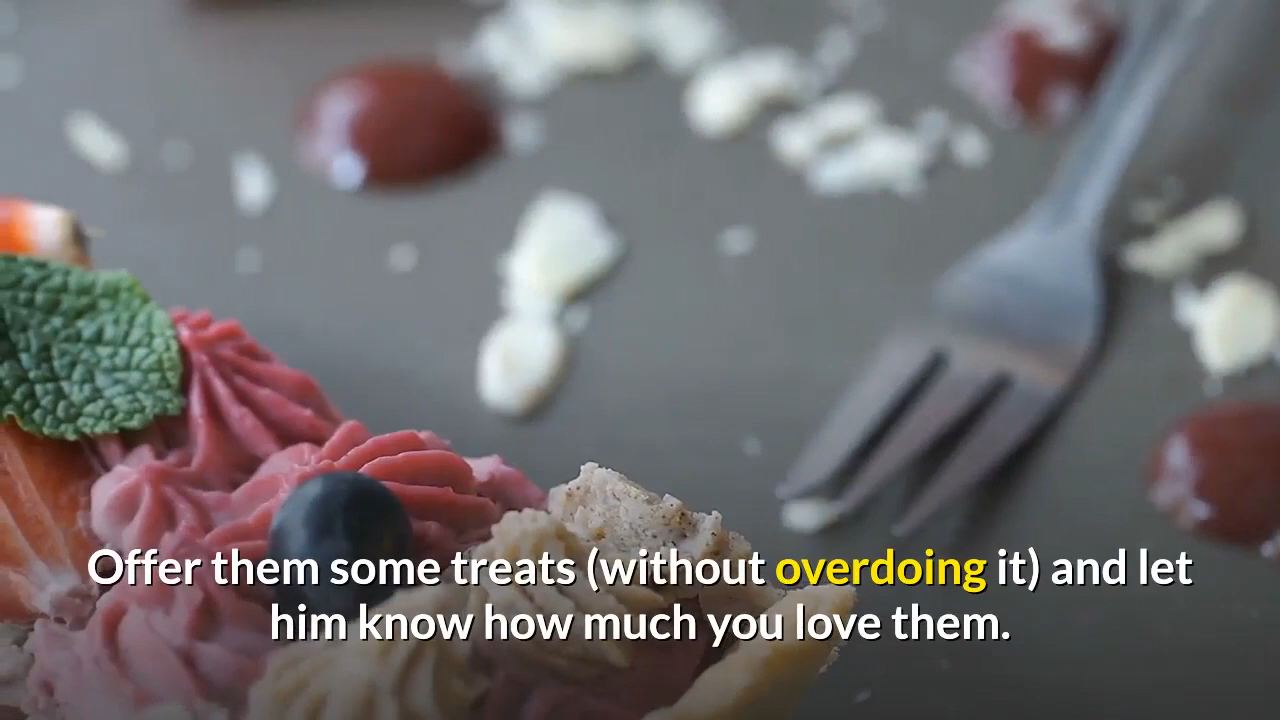 Offer them some treats (without overdoing it) and let
him know how much you love them.